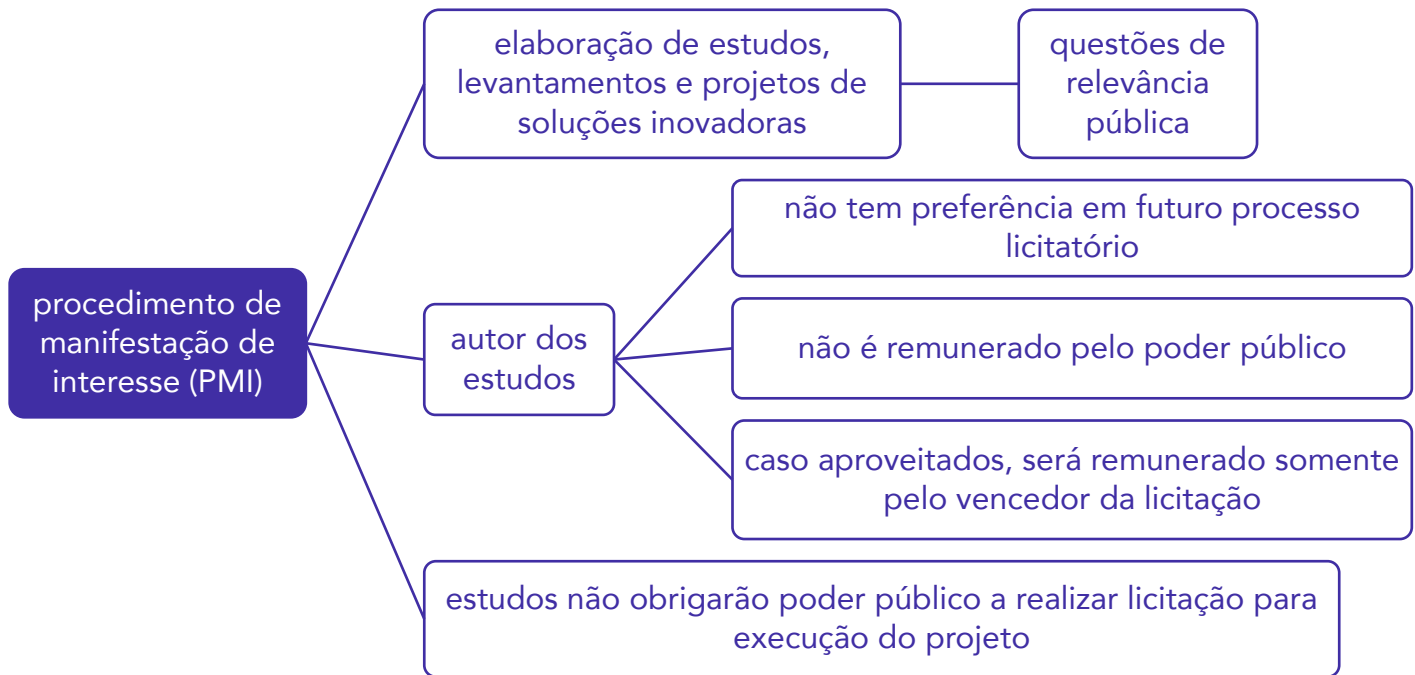 procedimento de
manifestação de
interesse (PMI)
elaboração de estudos,
levantamentos e projetos de
soluções inovadoras
questões de
relevância
pública
autor dos
estudos
não tem preferência em futuro processo
licitatório
não é remunerado pelo poder público
caso aproveitados, será remunerado somente
pelo vencedor da licitação
estudos não obrigarão poder público a realizar licitação para
execução do projeto